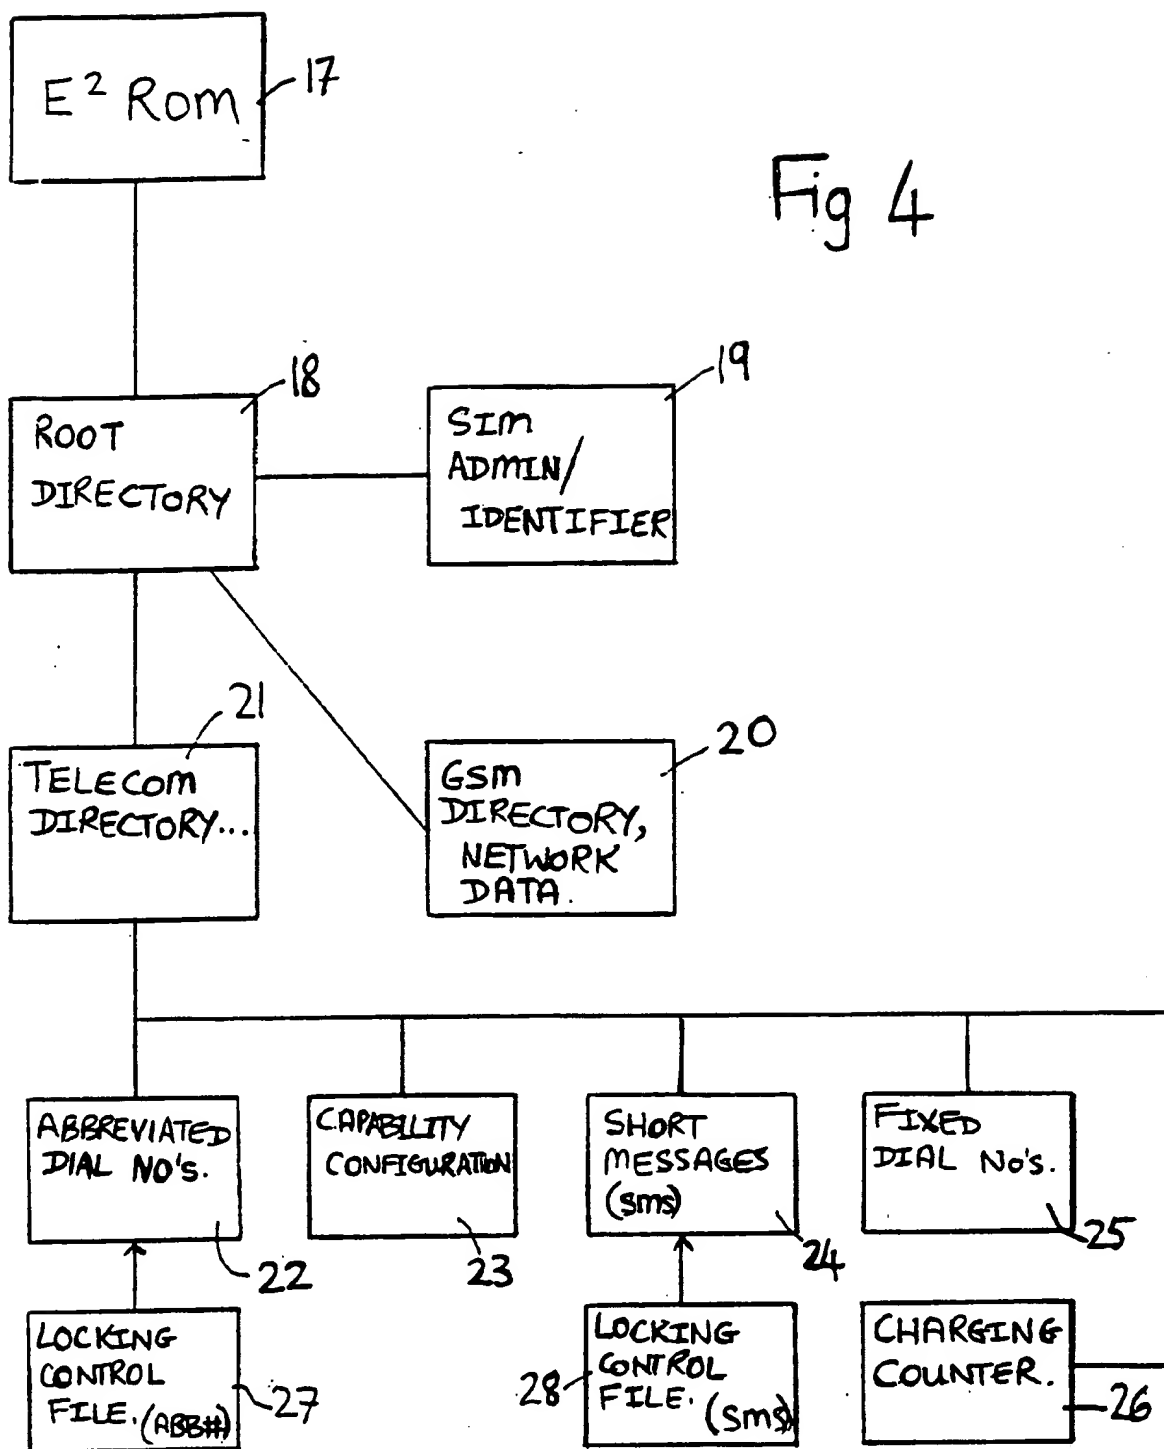 E² Rom
17
Fig 4
18
ROOT
DIRECTORY
19
SIM
ADMIN/
IDENTIFIER
21
TELECOM
DIRECTORY...
20
GSM
DIRECTORY,
NETWORK
DATA.
ABBREVIATED
DIAL NO'S.
22
CAPABILITY
CONFIGURATION
23
SHORT
MESSAGES
(SMS)
24
FIXED
DIAL No's.
25
LOCKING
CONTROL
FILE. (ABB#)
27
LOCKING
CONTROL
FILE. (SMS)
28
CHARGING
COUNTER.
26